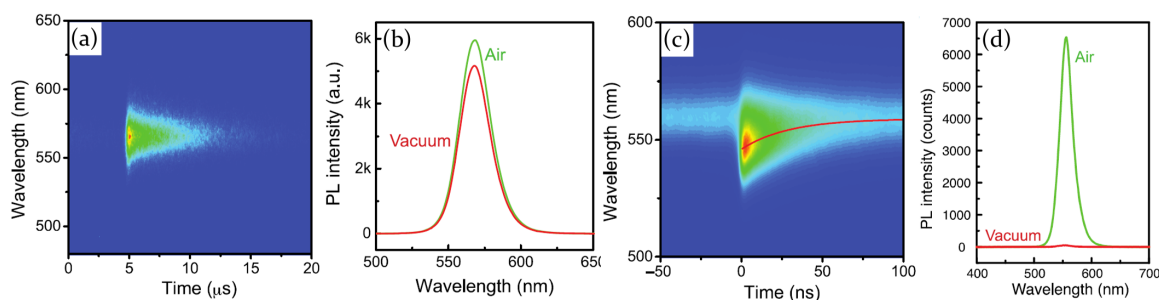 (a)
650
600
550
500
Wavelength (nm)
0
5
10
15
20
Time (μs)
(b)
6k
4k
2k
0
PL intensity (a.u.)
Air
Vacuum
500
550
600
650
Wavelength (nm)
(c)
600
550
500
Wavelength (nm)
−50
0
50
100
Time (ns)
(d)
7000
6000
5000
4000
3000
2000
1000
0
PL intensity (counts)
Air
Vacuum
400
500
600
700
Wavelength (nm)